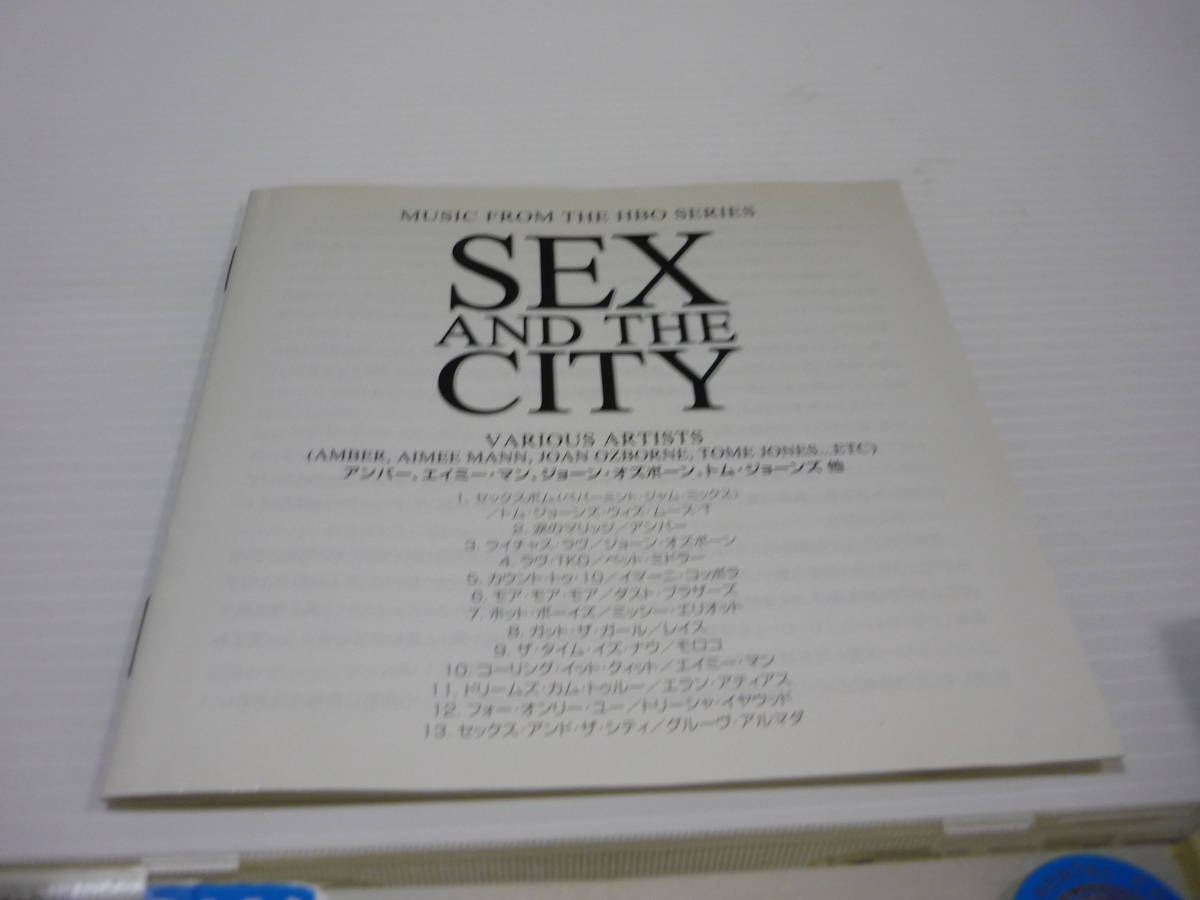 MUSIC FROM THE HBO SERIES
SEX
AND THE
CITY
VARIOUS ARTISTS
(AMBER, AIMEE MANN, JOAN OZBORNE, TOME JONES...ETC)
アンバー, エイミー・マン, ジョーン・オズボーン, トム・ジョーンズ 他
1. セックスボム(ペパーミント・ジャム・ミックス)
/トム・ジョーンズ・ウィズ・ムース T
2. 涙のマリッジ/アンバー
3. ライチャス・ラヴ/ジョーン・オズボーン
4. ラヴ・TKO/ベット・ミドラー
5. カウント・トゥ・10/イマーニ・コッポラ
6. モア・モア・モア/ダスト・ブラザーズ
7. ホット・ボーイズ/ミッシー・エリオット
8. ガット・ザ・ガール/レイズ
9. ザ・タイム・イズ・ナウ/モロコ
10. コーリング・イット・クィット/エイミー・マン
11. ドリームズ・カム・トゥルー/エラン・アティアス
12. フォー・オンリー・ユー/トリーシャ・イヤウッド
13. セックス・アンド・ザ・シティ/グルーヴ・アルマダ